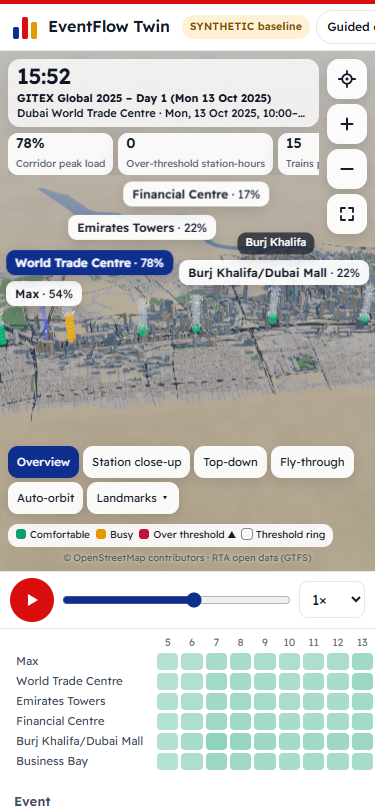 EventFlow Twin
SYNTHETIC baseline
Guided
15:52
GITEX Global 2025 – Day 1 (Mon 13 Oct 2025)
Dubai World Trade Centre · Mon, 13 Oct 2025, 10:00–…
78%
Corridor peak load
0
Over-threshold station-hours
15
Trains
Financial Centre · 17%
Emirates Towers · 22%
Burj Khalifa
World Trade Centre · 78%
Burj Khalifa/Dubai Mall · 22%
Max · 54%
Overview
Station close-up
Top-down
Fly-through
Auto-orbit
Landmarks ▾
Comfortable
Busy
Over threshold ▲
Threshold ring
© OpenStreetMap contributors · RTA open data (GTFS)
1×
5 6 7 8 9 10 11 12 13
Max
World Trade Centre
Emirates Towers
Financial Centre
Burj Khalifa/Dubai Mall
Business Bay
Event